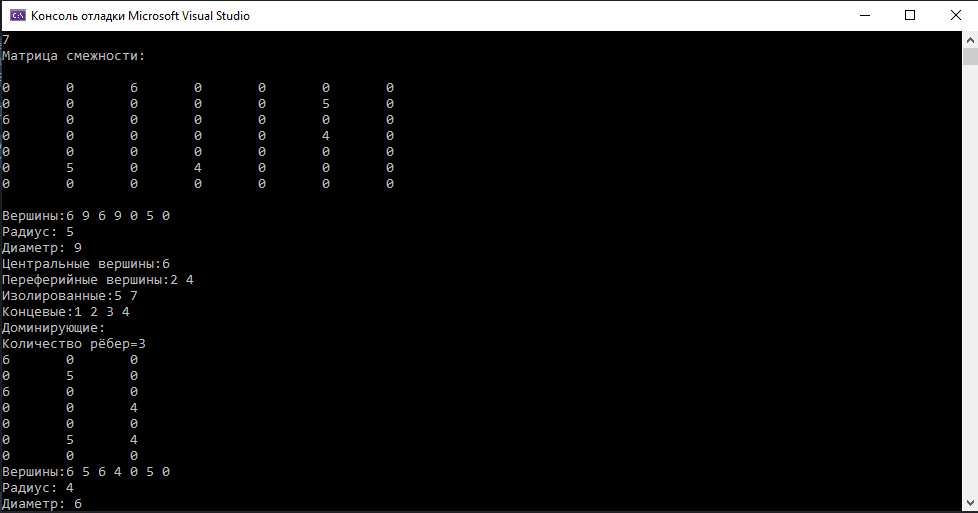 Консоль отладки Microsoft Visual Studio
7
Матрица смежности:
0 0 6 0 0 0 0
0 0 0 0 0 5 0
6 0 0 0 0 0 0
0 0 0 0 0 4 0
0 0 0 0 0 0 0
0 5 0 4 0 0 0
0 0 0 0 0 0 0
Вершины:6 9 6 9 0 5 0
Радиус: 5
Диаметр: 9
Центральные вершины:6
Переферийные вершины:2 4
Изолированные:5 7
Концевые:1 2 3 4
Доминирующие:
Количество рёбер=3
6 0 0
0 5 0
6 0 0
0 0 4
0 0 0
0 5 4
0 0 0
Вершины:6 5 6 4 0 5 0
Радиус: 4
Диаметр: 6